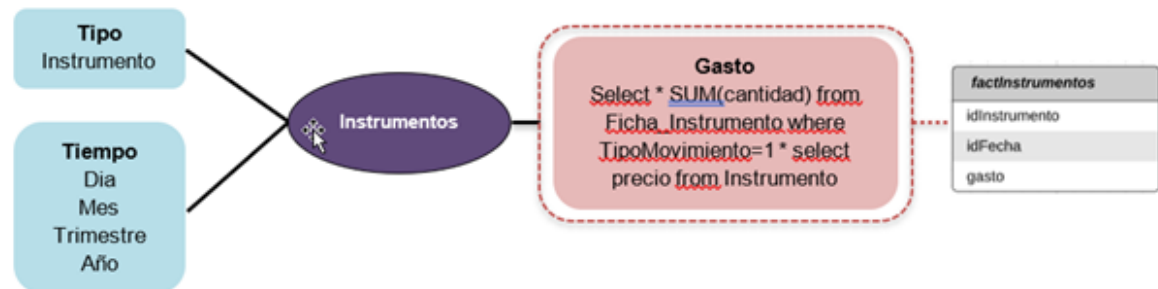 Tipo
Instrumento
Tiempo
Dia
Mes
Trimestre
Año
Instrumentos
Gasto
Select * SUM(cantidad) from
Ficha_Instrumento where
TipoMovimiento=1 * select
precio from Instrumento
factInstrumentos
idInstrumento
idFecha
gasto